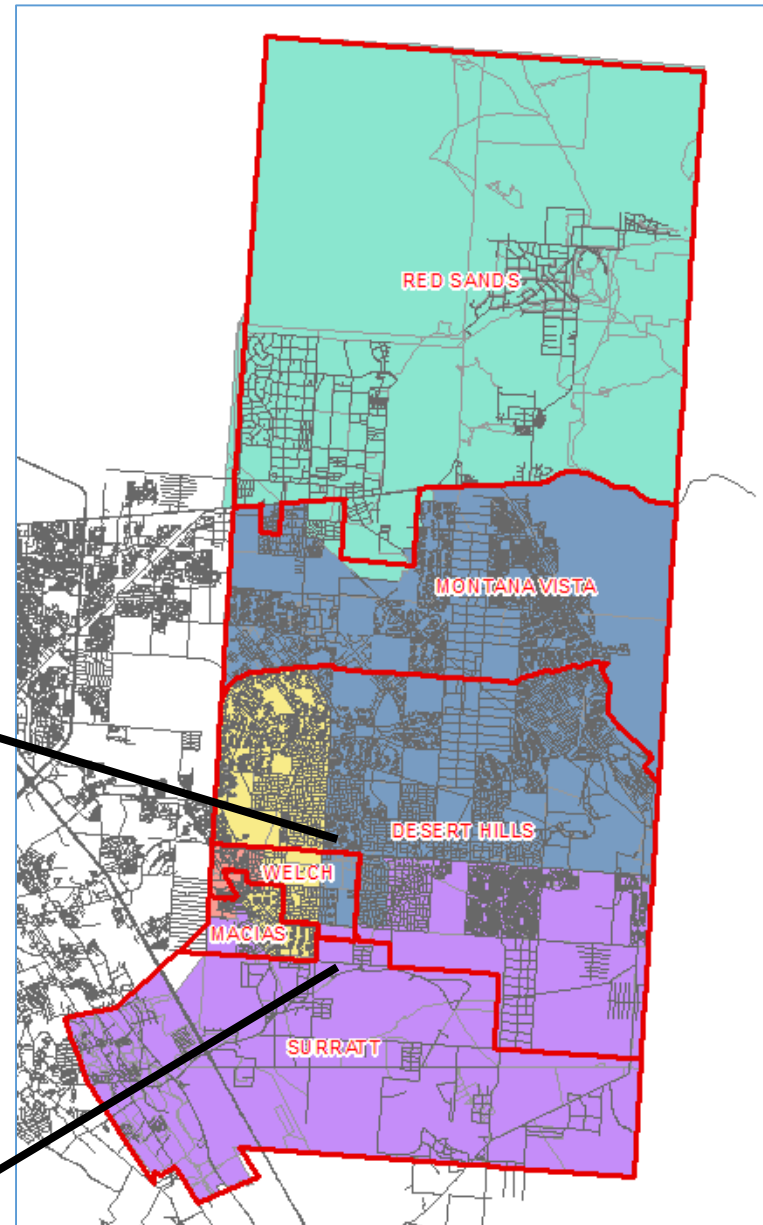 RED SANDS
MONTANA VISTA
DESERT HILLS
WELCH
MACIAS
SURRATT